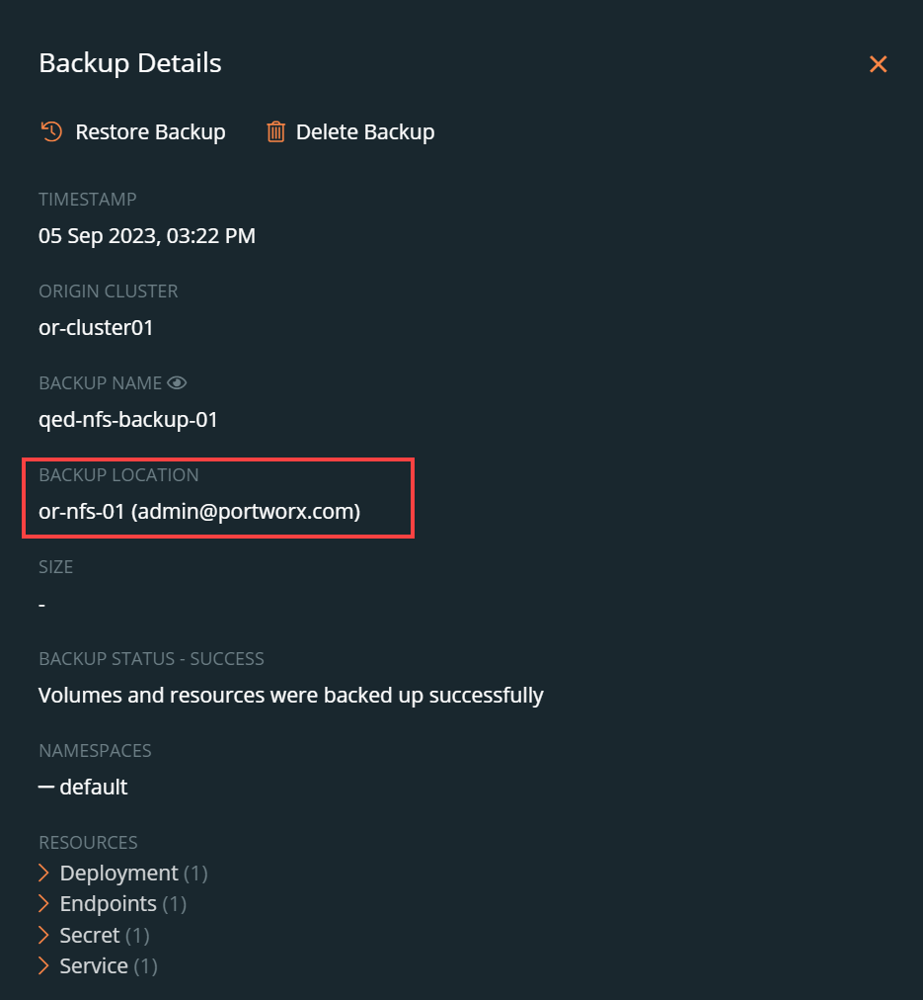 Backup Details
Restore Backup Delete Backup
TIMESTAMP
05 Sep 2023, 03:22 PM
ORIGIN CLUSTER
or-cluster01
BACKUP NAME
qed-nfs-backup-01
BACKUP LOCATION
or-nfs-01 (admin@portworx.com)
SIZE
-
BACKUP STATUS - SUCCESS
Volumes and resources were backed up successfully
NAMESPACES
— default
RESOURCES
Deployment (1)
Endpoints (1)
Secret (1)
Service (1)